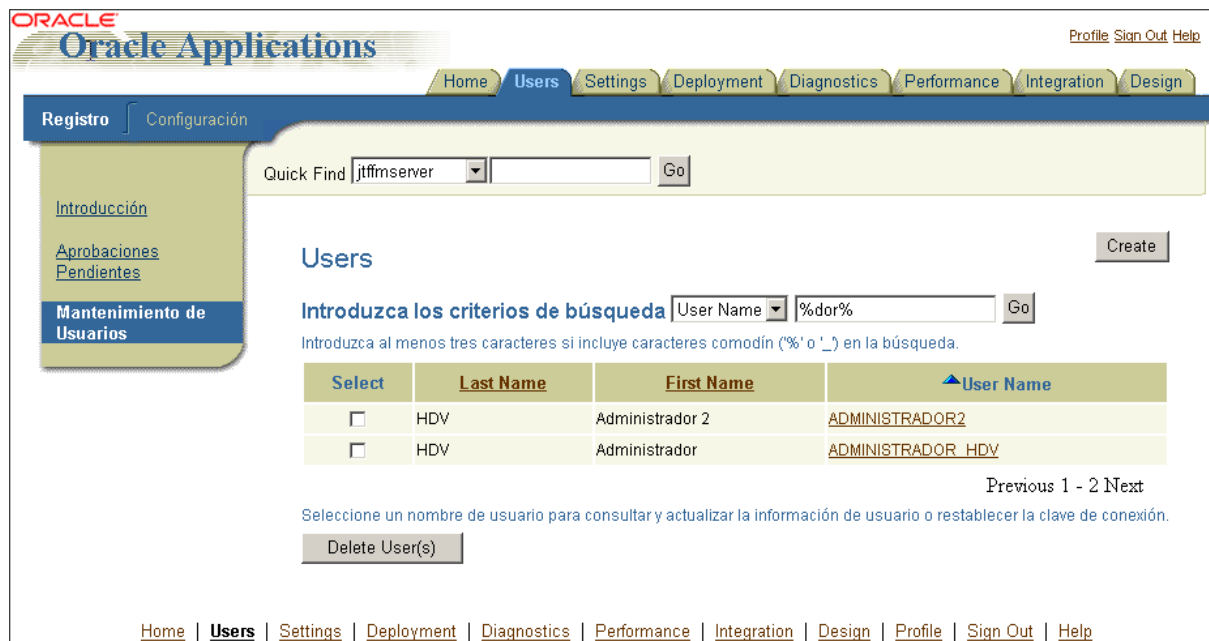 ORACLE
Oracle Applications
Profile Sign Out Help
Home Users Settings Deployment Diagnostics Performance Integration Design
Registro Configuración
Quick Find jtffmserver Go
Introducción
Aprobaciones
Pendientes
Mantenimiento de
Usuarios
Users Create
Introduzca los criterios de búsqueda User Name %dor% Go
Introduzca al menos tres caracteres si incluye caracteres comodín ('%' o '_') en la búsqueda.
Select Last Name First Name User Name
HDV Administrador 2 ADMINISTRADOR2
HDV Administrador ADMINISTRADOR_HDV
Previous 1 - 2 Next
Seleccione un nombre de usuario para consultar y actualizar la información de usuario o restablecer la clave de conexión.
Delete User(s)
Home | Users | Settings | Deployment | Diagnostics | Performance | Integration | Design | Profile | Sign Out | Help